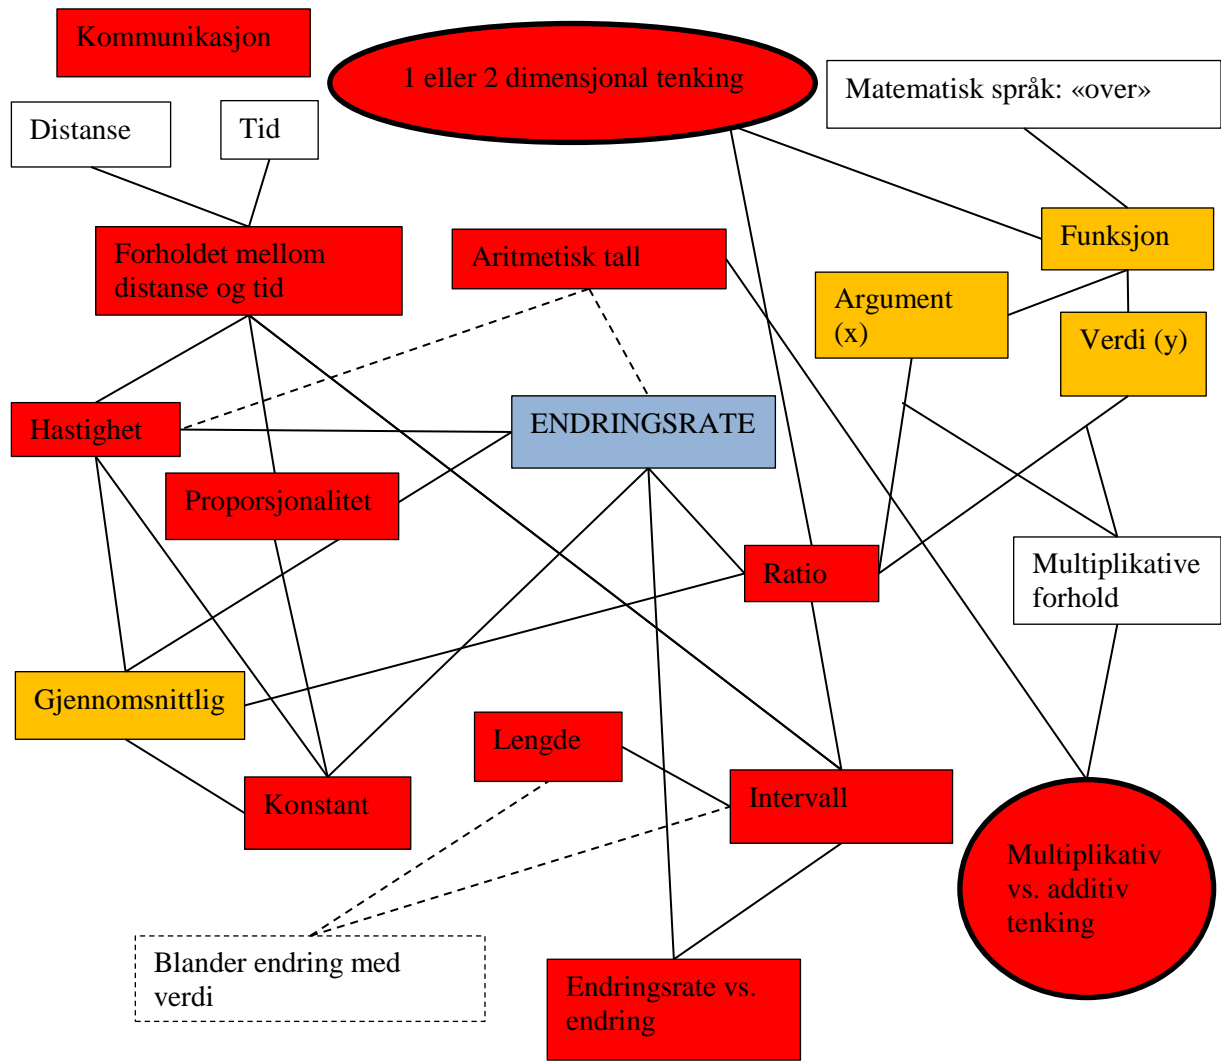 Kommunikasjon
1 eller 2 dimensjonal tenking
Matematisk språk: «over»
Distanse
Tid
Forholdet mellom
distanse og tid
Aritmetisk tall
Funksjon
Argument
(x)
Verdi (y)
Hastighet
ENDRINGSRATE
Proporsjonalitet
Ratio
Multiplikative
forhold
Gjennomsnittlig
Lengde
Konstant
Intervall
Multiplikativ
vs. additiv
tenking
Blander endring med
verdi
Endringsrate vs.
endring